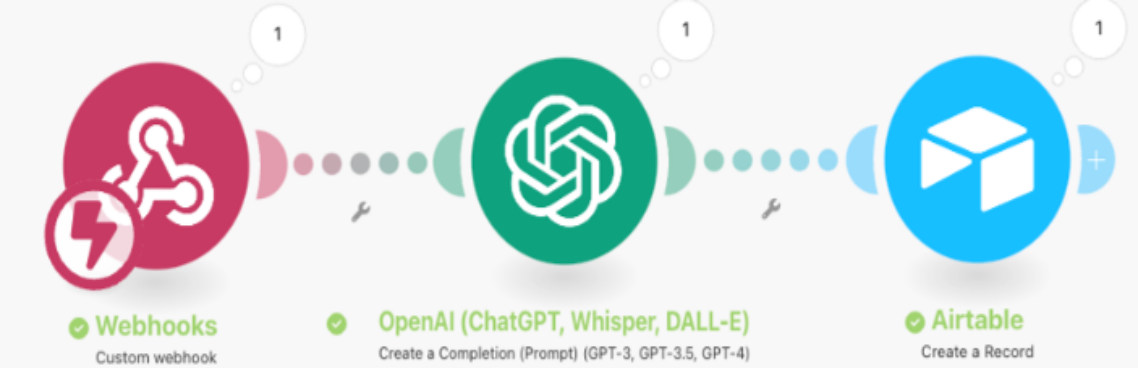 1
1
1
Webhooks
Custom webhook
OpenAI (ChatGPT, Whisper, DALL-E)
Create a Completion (Prompt) (GPT-3, GPT-3.5, GPT-4)
Airtable
Create a Record